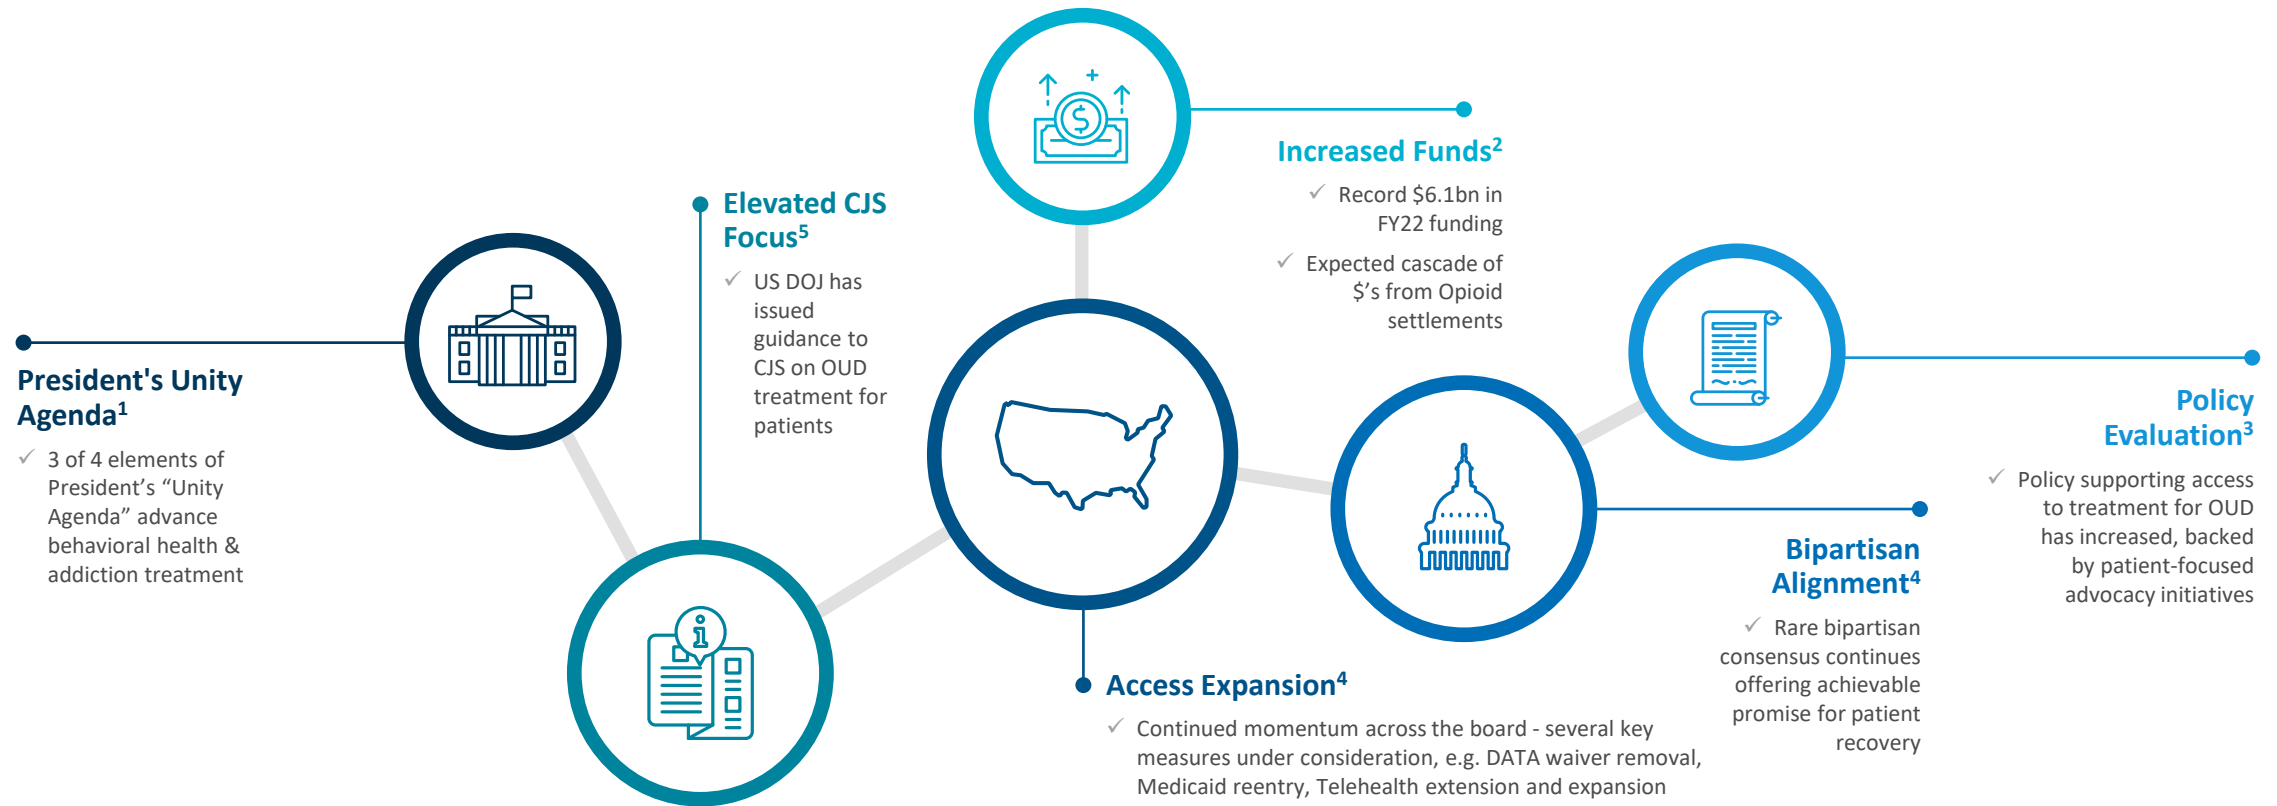 President's Unity
Agenda¹
✓ 3 of 4 elements of
President’s “Unity
Agenda” advance
behavioral health &
addiction treatment
Elevated CJS
Focus⁵
✓ US DOJ has
issued
guidance to
CJS on OUD
treatment for
patients
Increased Funds²
✓ Record $6.1bn in
FY22 funding
✓ Expected cascade of
$’s from Opioid
settlements
Access Expansion⁴
✓ Continued momentum across the board - several key
measures under consideration, e.g. DATA waiver removal,
Medicaid reentry, Telehealth extension and expansion
Bipartisan
Alignment⁴
✓ Rare bipartisan
consensus continues
offering achievable
promise for patient
recovery
Policy
Evaluation³
✓ Policy supporting access
to treatment for OUD
has increased, backed
by patient-focused
advocacy initiatives